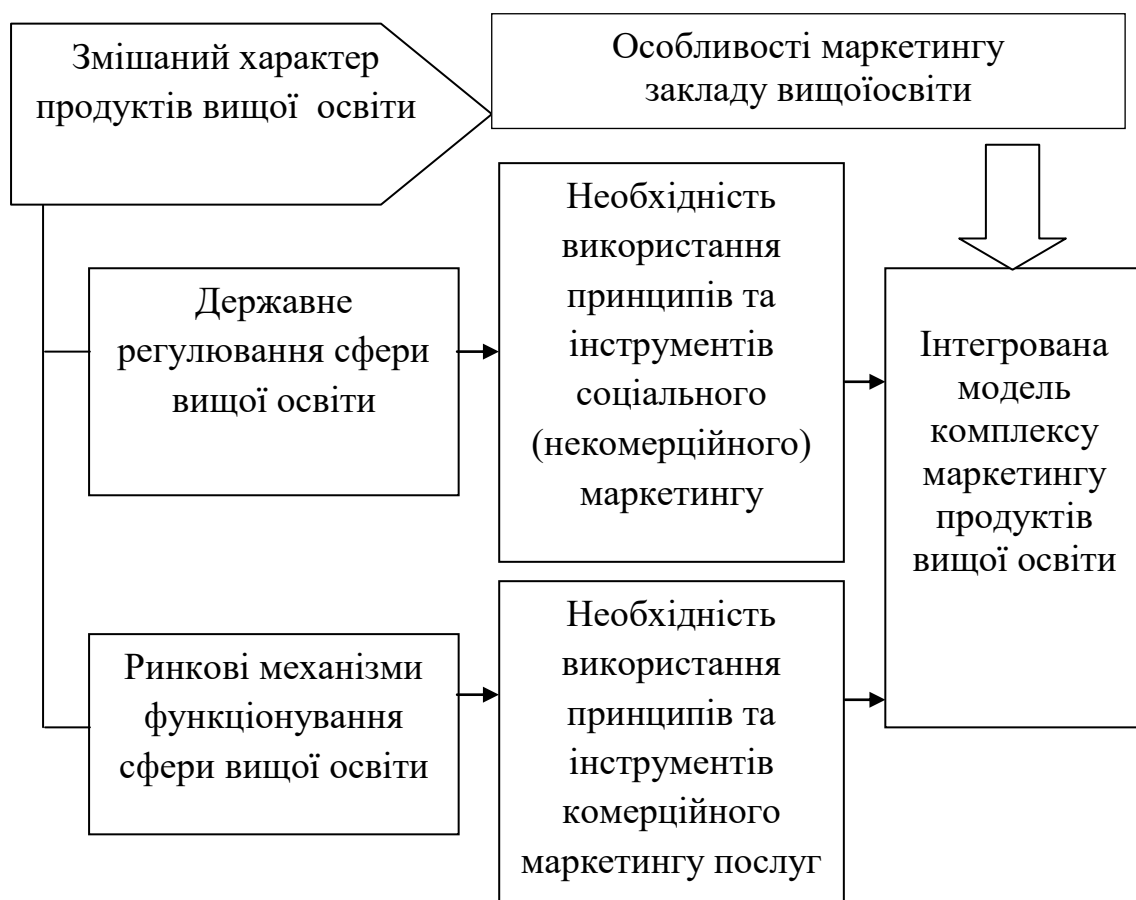 Змішаний характер
продуктів вищої освіти
Особливості маркетингу
закладу вищоїосвіти
Державне
регулювання сфери
вищої освіти
Необхідність
використання
принципів та
інструментів
соціального
(некомерційного)
маркетингу
Інтегрована
модель
комплексу
маркетингу
продуктів
вищої освіти
Ринкові механізми
функціонування
сфери вищої освіти
Необхідність
використання
принципів та
інструментів
комерційного
маркетингу послуг